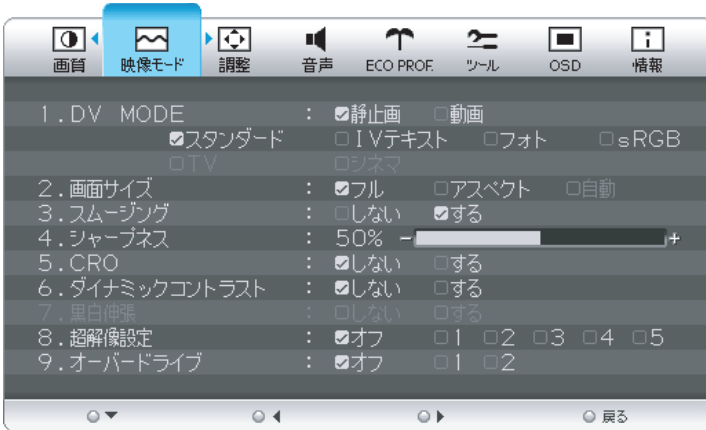 画質 映像モード 調整 音声 ECO PROF. ツール OSD 情報
1.DV MODE : 静止画 動画
スタンダード IVテキスト フォト sRGB
TV シネマ
2.画面サイズ : フル アスペクト 自動
3.スムージング : しない する
4.シャープネス : 50% - +
5.CRO : しない する
6.ダイナミックコントラスト : しない する
7.黒白伸張 : しない する
8.超解像設定 : オフ 1 2 3 4 5
9.オーバードライブ : オフ 1 2
戻る